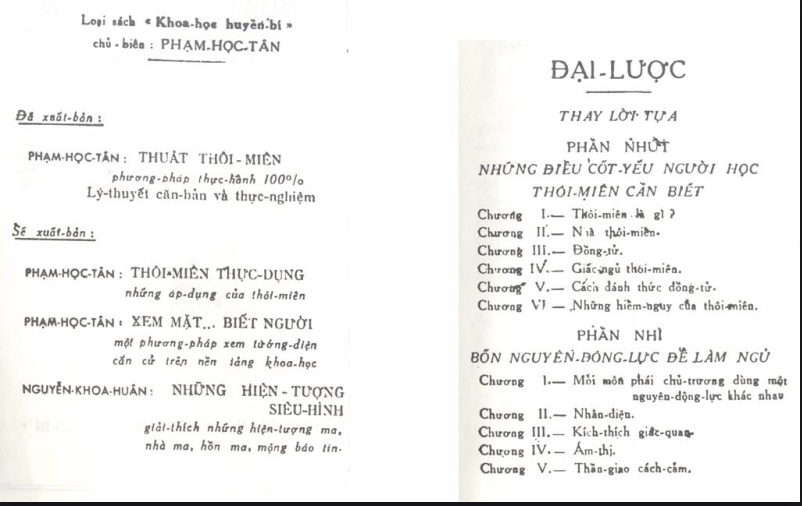 Loại sách « Khoa-học huyền-bí »
chủ-biên : PHẠM-HỌC-TÂN
Đã xuất-bản :
PHẠM-HỌC-TÂN : THUẬT THÔI-MIÊN
phương-pháp thực-hành 100%
Lý-thuyết căn-bản và thực-nghiệm
Sẽ xuất-bản :
PHẠM-HỌC-TÂN : THÔI-MIÊN THỰC-DỤNG
những áp-dụng của thôi-miên
PHẠM-HỌC-TÂN : XEM MẶT... BIẾT NGƯỜI
một phương-pháp xem tướng-diện
căn cứ trên nền tảng khoa-học
NGUYỄN-KHOA-HUÂN : NHỮNG HIỆN-TƯỢNG
SIÊU-HÌNH
giải-thích những hiện-tượng ma,
nhà ma, hồn ma, mộng báo tin.
ĐẠI-LƯỢC
THAY LỜI TỰA
PHẦN NHỨT
NHỮNG ĐIỀU CỐT-YẾU NGƯỜI HỌC
THÔI-MIÊN CẦN BIẾT
Chương I.— Thôi-miên là gì ?
Chương II.— Nhà thôi-miên.
Chương III.— Đồng-tử.
Chương IV.— Giấc ngủ thôi-miên.
Chương V.— Cách đánh thức đồng-tử.
Chương VI.— Những hiểm-nguy của thôi-miên.
PHẦN NHÌ
BỐN NGUYÊN-ĐỘNG-LỰC ĐỂ LÀM NGỦ
Chương I.— Mỗi môn phái chủ-trương dùng một
nguyên-động-lực khác nhau
Chương II.— Nhân-điện.
Chương III.— Kích-thích giác-quan.
Chương IV.— Ám-thị.
Chương V.— Thần-giao cách-cảm.